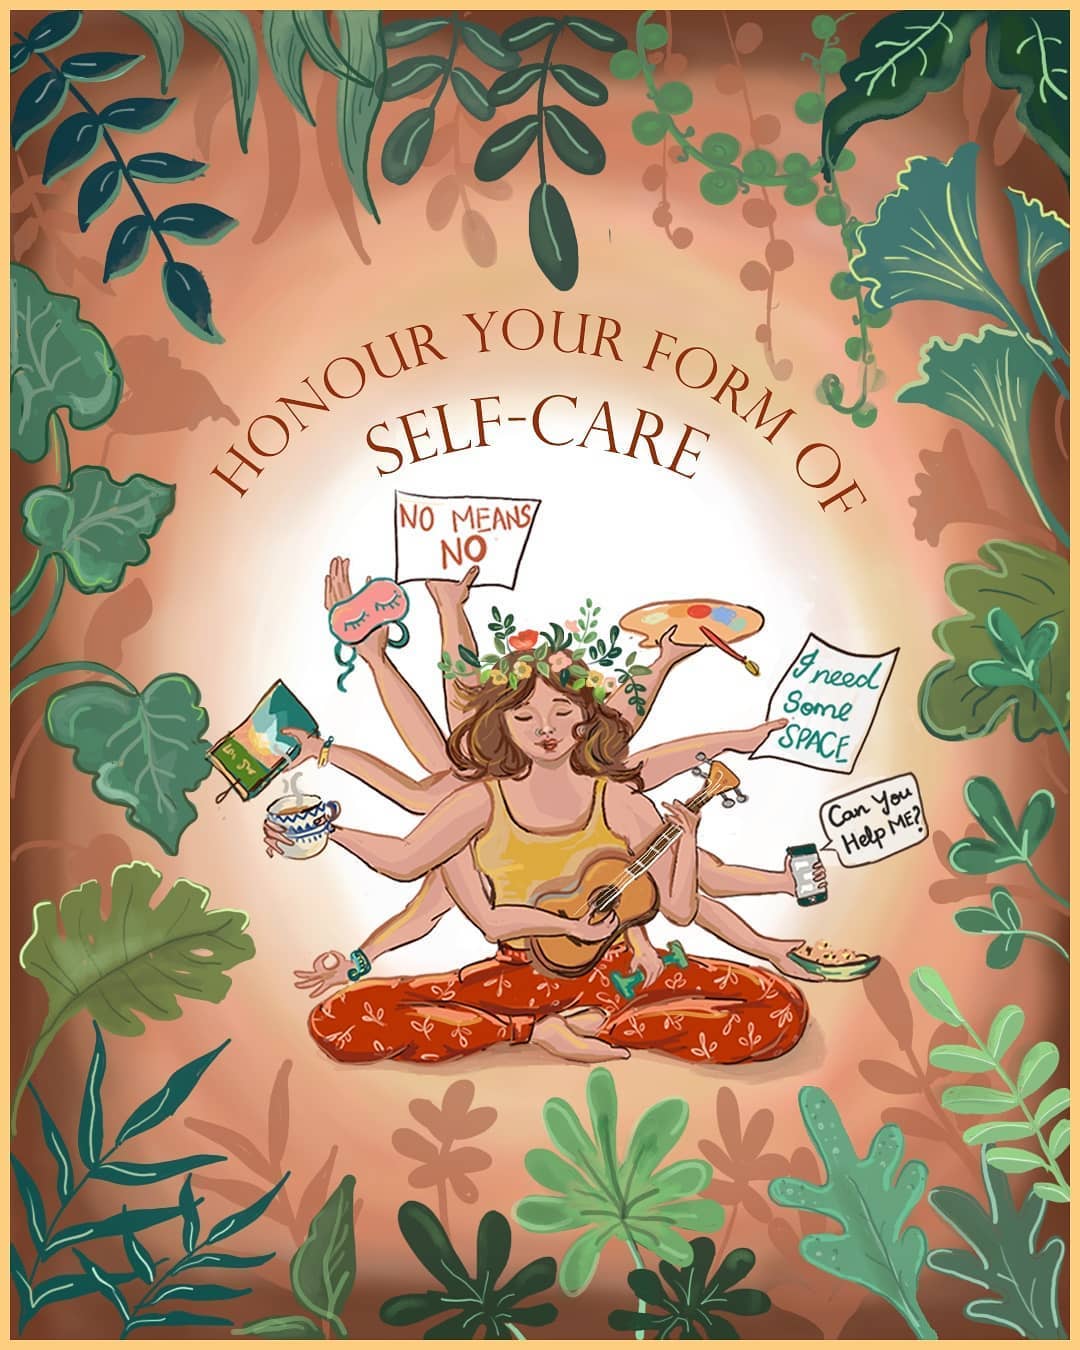 HONOUR YOUR FORM OF
SELF-CARE
NO MEANS
NO
I need
Some
SPACE
Can You
Help ME?